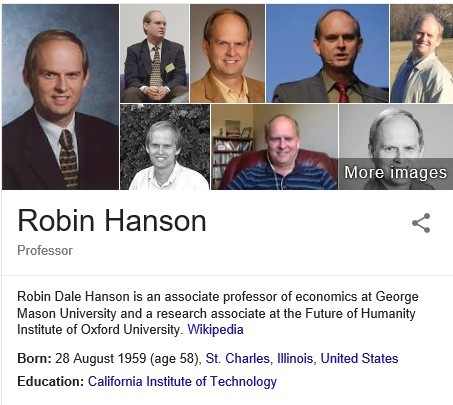 More images
Robin Hanson
Professor
Robin Dale Hanson is an associate professor of economics at George
Mason University and a research associate at the Future of Humanity
Institute of Oxford University. Wikipedia
Born: 28 August 1959 (age 58), St. Charles, Illinois, United States
Education: California Institute of Technology